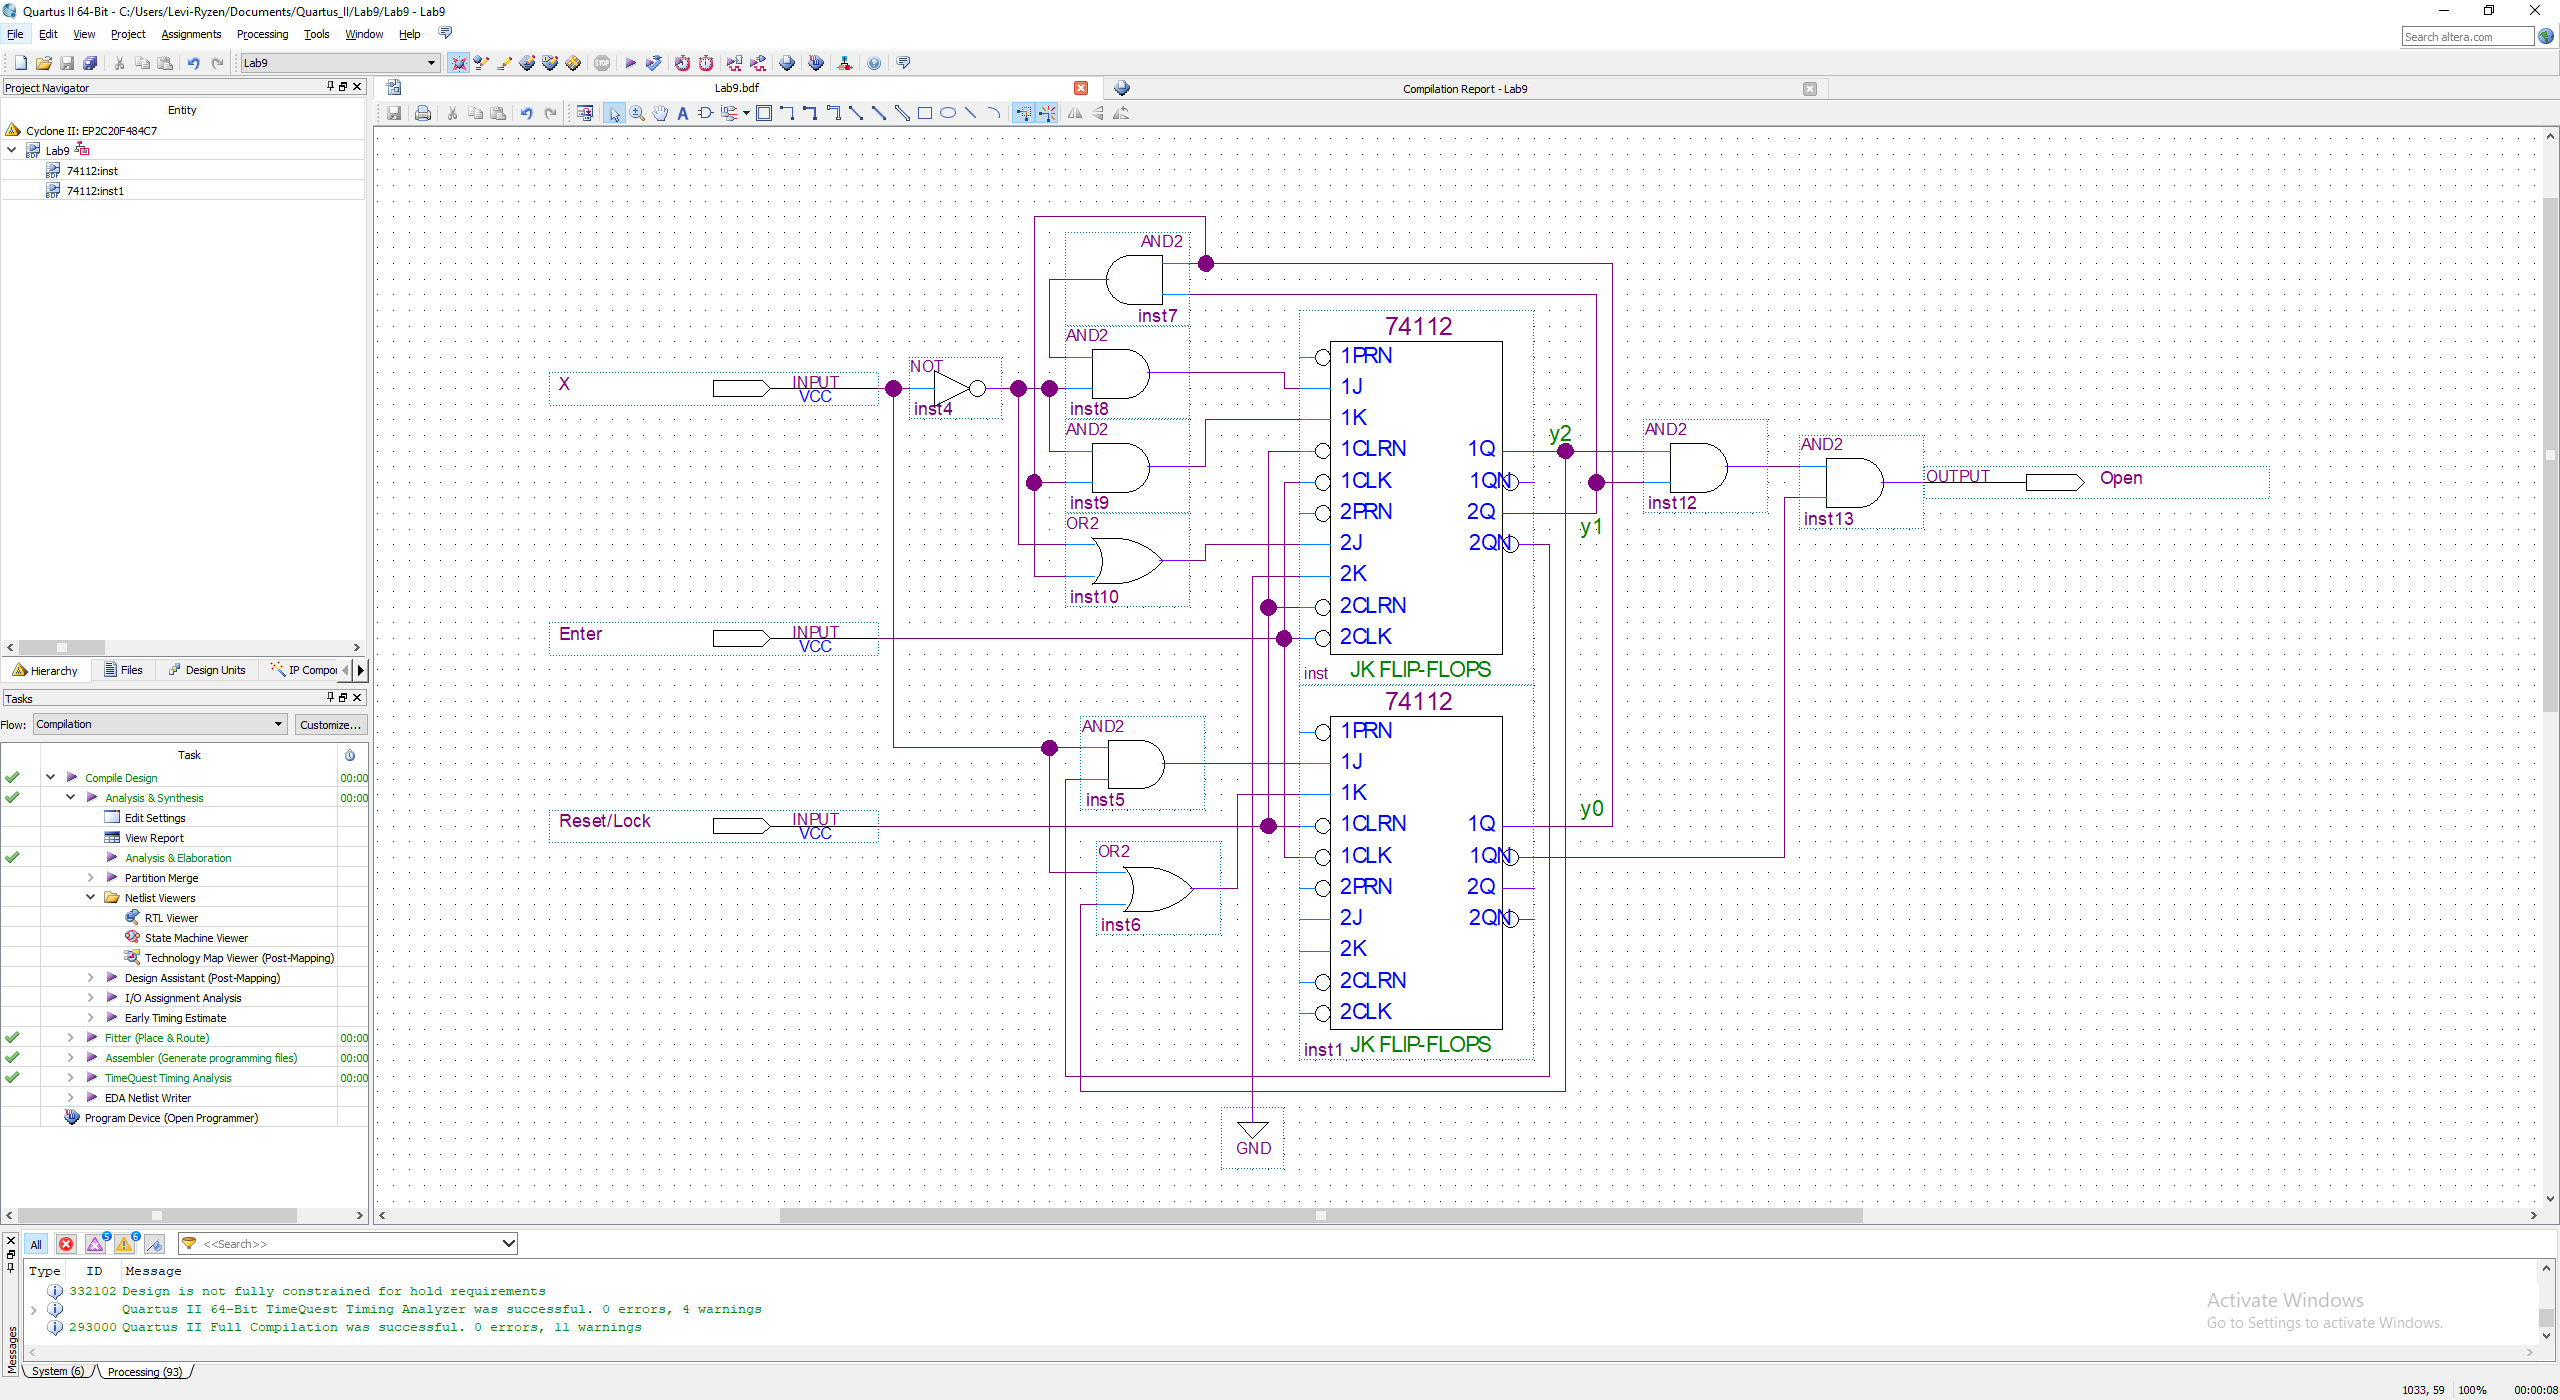 Quartus II 64-Bit - C:/Users/Levi-Ryzen/Documents/Quartus_II/Lab9/Lab9 - Lab9
File Edit View Project Assignments Processing Tools Window Help
Search altera.com
Lab9
STOP
Project Navigator
Entity
Cyclone II: EP2C20F484C7
Lab9
74112:inst
74112:inst1
Hierarchy Files Design Units IP Compo
Tasks
Flow: Compilation Customize...
Task
Compile Design 00:00
Analysis & Synthesis 00:00
Edit Settings
View Report
Analysis & Elaboration
Partition Merge
Netlist Viewers
RTL Viewer
State Machine Viewer
Technology Map Viewer (Post-Mapping)
Design Assistant (Post-Mapping)
I/O Assignment Analysis
Early Timing Estimate
Fitter (Place & Route) 00:00
Assembler (Generate programming files) 00:00
TimeQuest Timing Analysis 00:00
EDA Netlist Writer
Program Device (Open Programmer)
Lab9.bdf
Compilation Report - Lab9
AND2
inst7
AND2
inst8
AND2
inst9
OR2
inst10
X
INPUT
VCC
NOT
inst4
Enter
INPUT
VCC
Reset/Lock
INPUT
VCC
AND2
inst5
OR2
inst6
74112
1PRN
1J
1K
1CLRN 1Q
1CLK 1QN
2PRN 2Q
2J 2QN
2K
2CLRN
2CLK
inst JK FLIP-FLOPS
74112
1PRN
1J
1K
1CLRN 1Q
1CLK 1QN
2PRN 2Q
2J 2QN
2K
2CLRN
2CLK
inst1 JK FLIP-FLOPS
GND
y2
y1
y0
AND2
inst12
AND2
inst13
OUTPUT Open
All 5 6 <<Search>>
Type ID Message
332102 Design is not fully constrained for hold requirements
Quartus II 64-Bit TimeQuest Timing Analyzer was successful. 0 errors, 4 warnings
293000 Quartus II Full Compilation was successful. 0 errors, 11 warnings
Messages
System (6) Processing (93)
Activate Windows
Go to Settings to activate Windows.
1033, 59 100% 00:00:08